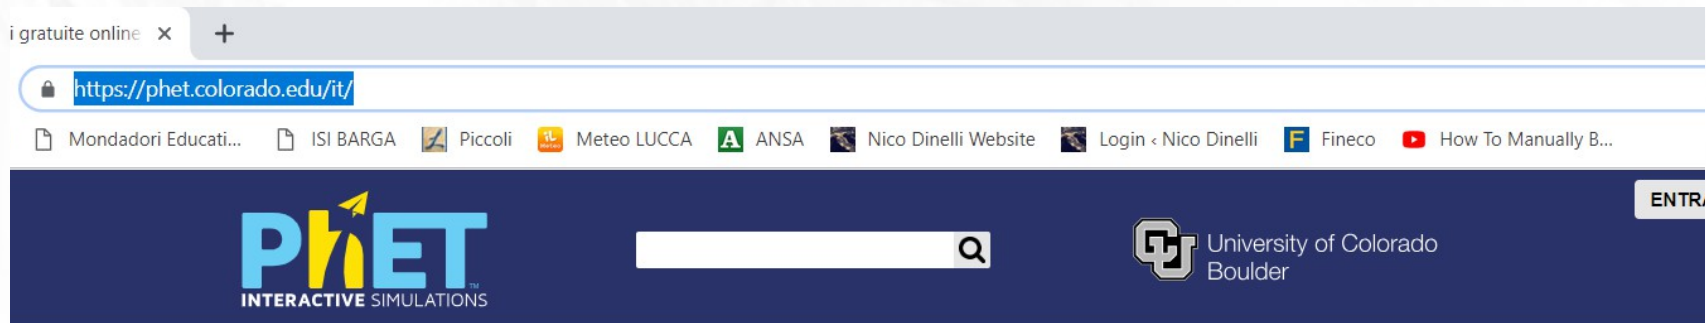 i gratuite online
https://phet.colorado.edu/it/
Mondadori Educati... ISI BARGA Piccoli Meteo LUCCA ANSA Nico Dinelli Website Login ‹ Nico Dinelli Fineco How To Manually B...
ENTRA
PhET
INTERACTIVE SIMULATIONS
TM
University of Colorado
Boulder